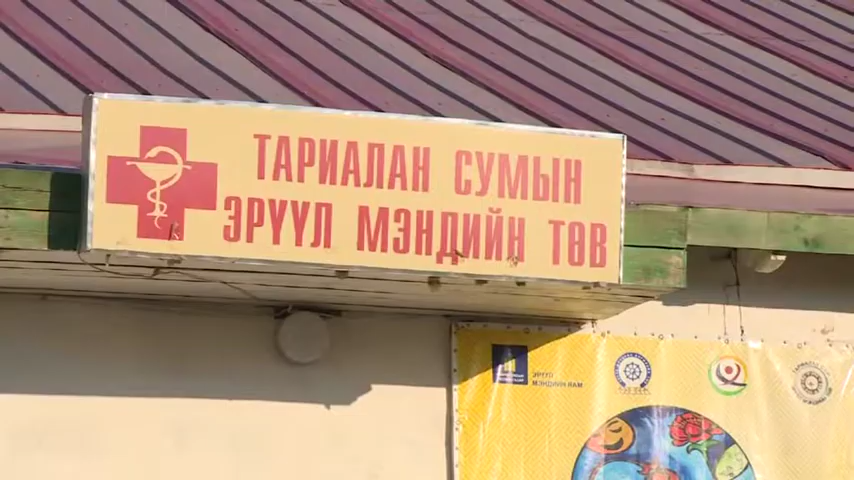 ТАРИАЛАН СУМЫН
ЭРҮҮЛ МЭНДИЙН ТӨВ
ЭРҮҮЛ
МЭНДИЙН ЯАМ